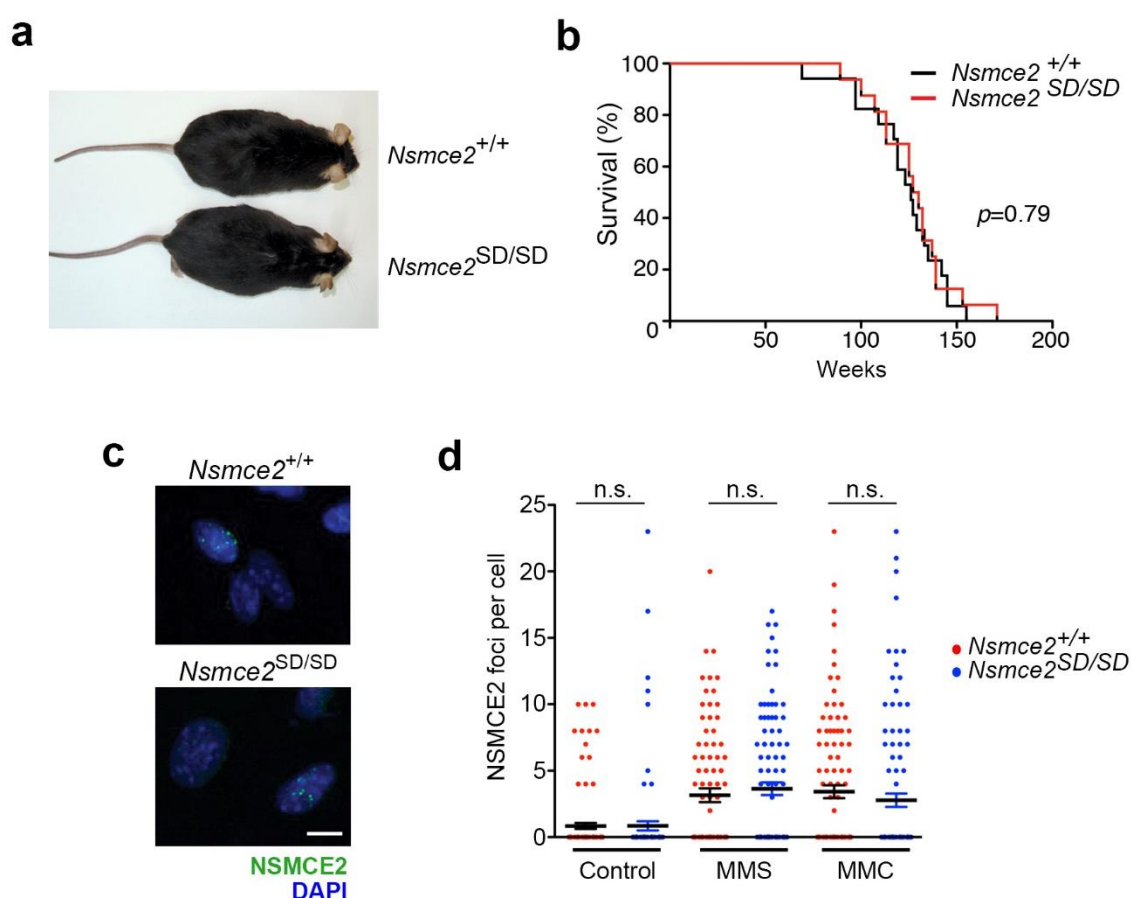 a
Nsmce2+/+
Nsmce2SD/SD
b
100
80
60
40
20
0
Survival (%)
50
100
150
200
Weeks
Nsmce2 +/+
Nsmce2 SD/SD
p=0.79
c
Nsmce2+/+
Nsmce2SD/SD
NSMCE2
DAPI
d
n.s.
n.s.
n.s.
25
20
15
10
5
0
NSMCE2 foci per cell
Control
MMS
MMC
Nsmce2+/+
Nsmce2SD/SD